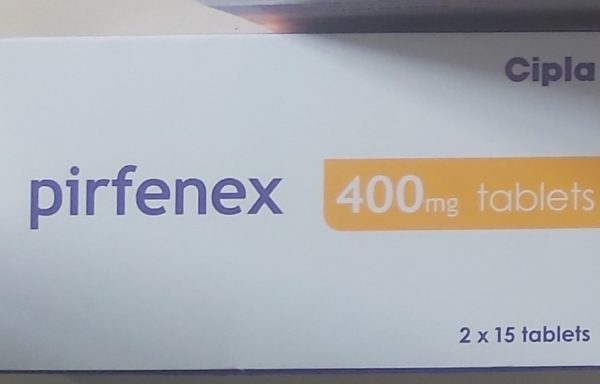 Cipla
pirfenex 400mg tablets
2 x 15 tablets